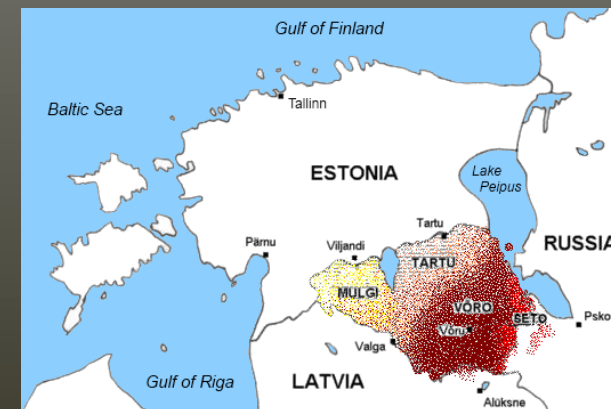 Gulf of Finland
Baltic Sea
Tallinn
ESTONIA
Lake
Peipus
Tartu
Pärnu
Viljandi
RUSSIA
TARTU
MULGI
VÕRO
SETO
Võru
Psko
Valga
Gulf of Riga
LATVIA
Alūksne